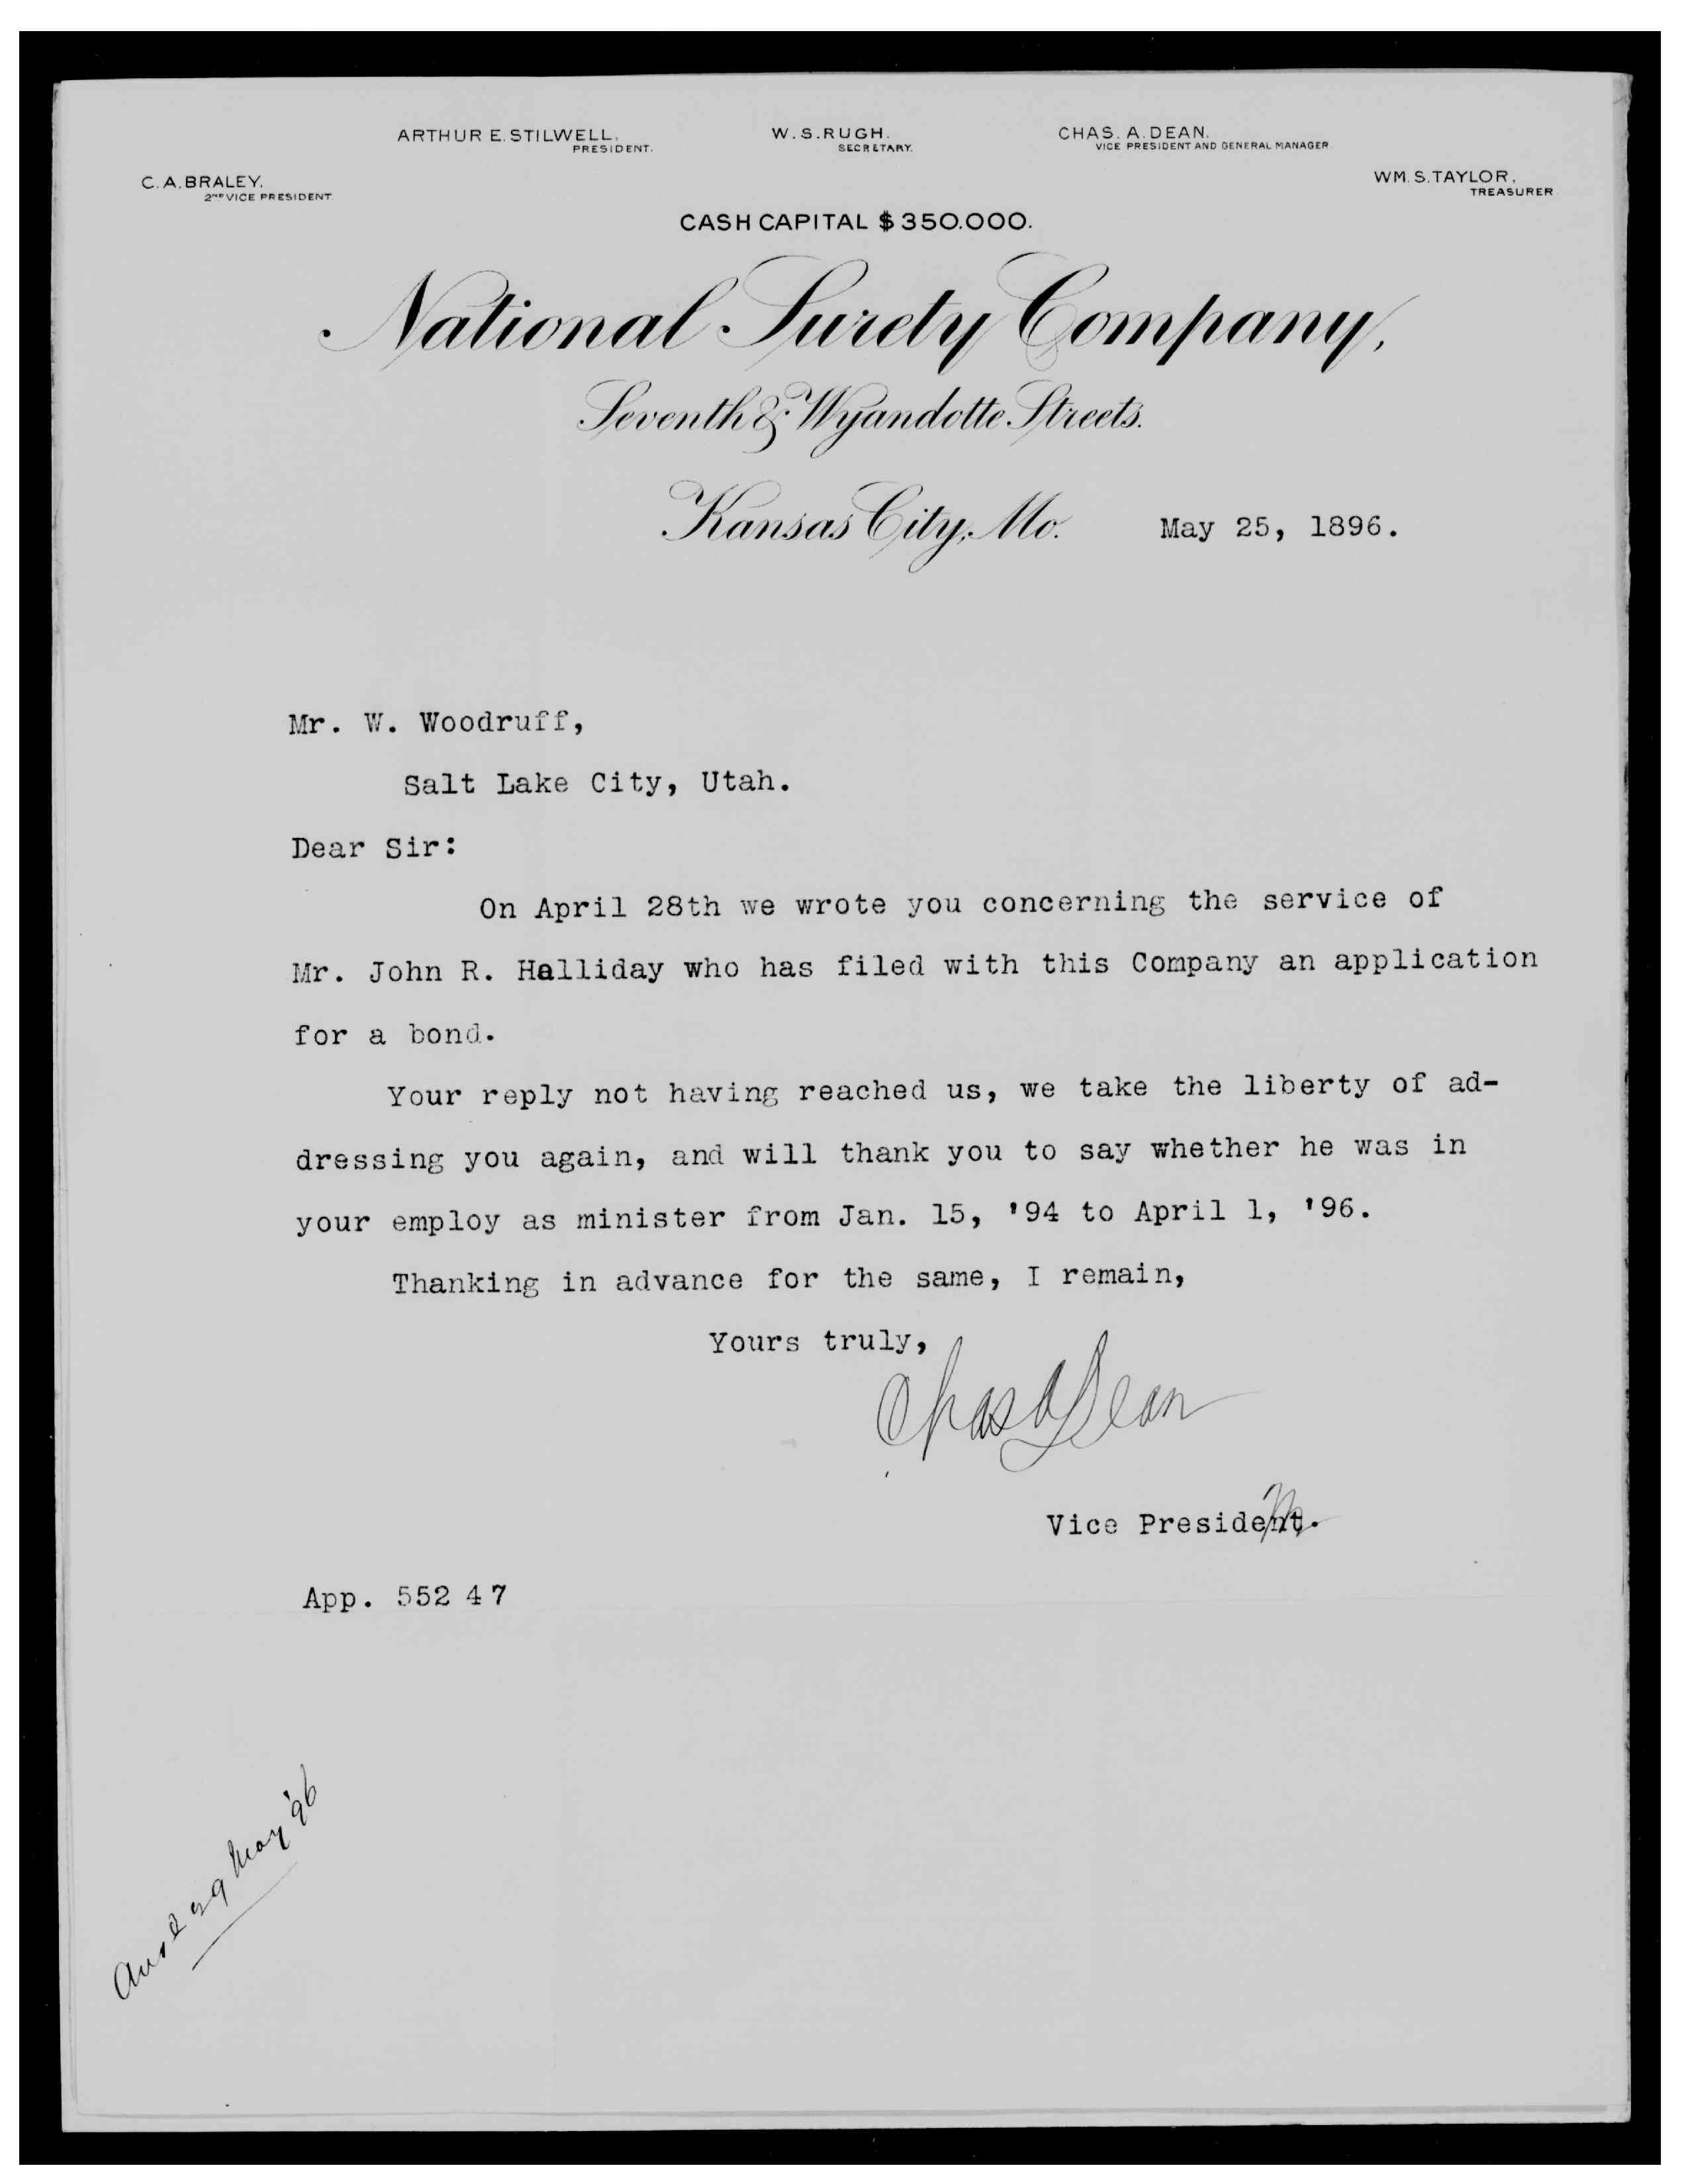 ARTHUR E. STILWELL,
PRESIDENT.
W. S. RUGH.
SECRETARY.
CHAS. A. DEAN.
VICE PRESIDENT AND GENERAL MANAGER
C. A. BRALEY,
2ND VICE PRESIDENT.
WM. S. TAYLOR,
TREASURER
CASH CAPITAL $350.000.
National Surety Company,
Seventh & Wyandotte Streets.
Kansas City, Mo. May 25, 1896.
Mr. W. Woodruff,
Salt Lake City, Utah.
Dear Sir:
On April 28th we wrote you concerning the service of
Mr. John R. Halliday who has filed with this Company an application
for a bond.
Your reply not having reached us, we take the liberty of ad-
dressing you again, and will thank you to say whether he was in
your employ as minister from Jan. 15, '94 to April 1, '96.
Thanking in advance for the same, I remain,
Yours truly,
Chas A Dean
Vice President.
App. 552 4 7
Ansd 29 May '96